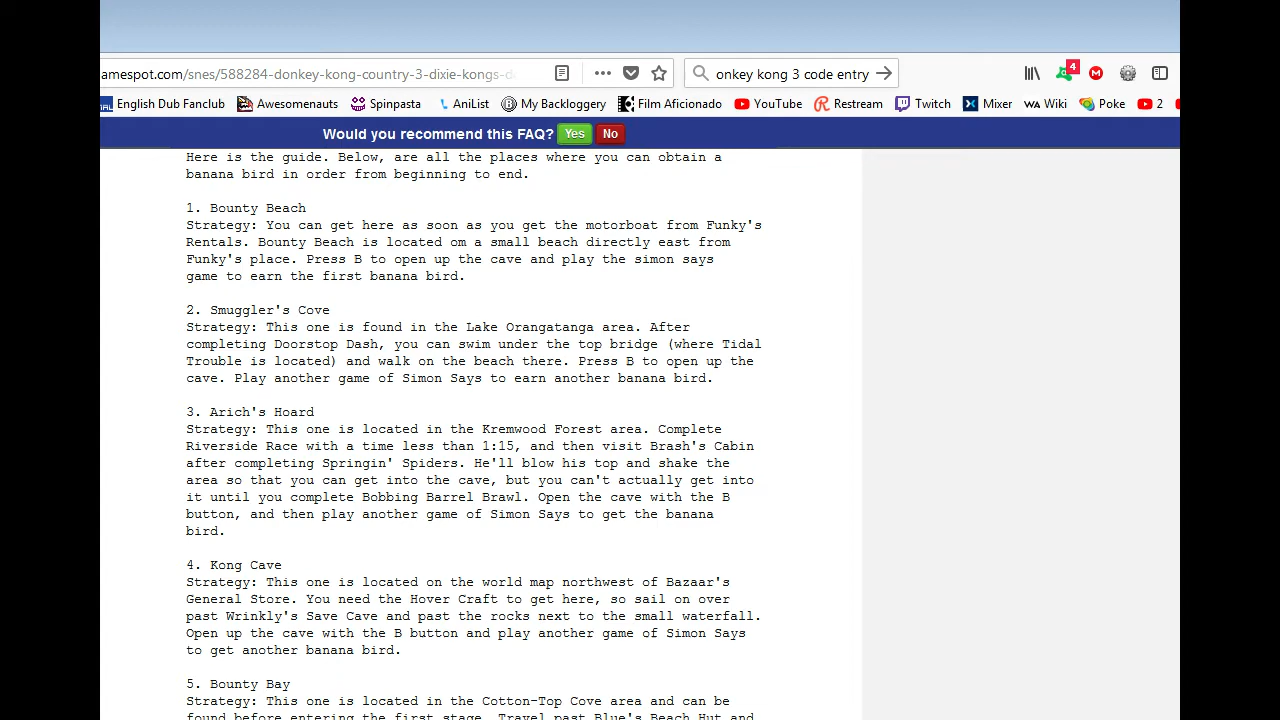 amespot.com/snes/588284-donkey-kong-country-3-dixie-kongs-d
onkey kong 3 code entry
4
English Dub Fanclub
Awesomenauts
Spinpasta
AniList
My Backloggery
Film Aficionado
YouTube
Restream
Twitch
Mixer
WA Wiki
Poke
2
Would you recommend this FAQ? Yes No
Here is the guide. Below, are all the places where you can obtain a
banana bird in order from beginning to end.
1. Bounty Beach
Strategy: You can get here as soon as you get the motorboat from Funky's
Rentals. Bounty Beach is located om a small beach directly east from
Funky's place. Press B to open up the cave and play the simon says
game to earn the first banana bird.
2. Smuggler's Cove
Strategy: This one is found in the Lake Orangatanga area. After
completing Doorstop Dash, you can swim under the top bridge (where Tidal
Trouble is located) and walk on the beach there. Press B to open up the
cave. Play another game of Simon Says to earn another banana bird.
3. Arich's Hoard
Strategy: This one is located in the Kremwood Forest area. Complete
Riverside Race with a time less than 1:15, and then visit Brash's Cabin
after completing Springin' Spiders. He'll blow his top and shake the
area so that you can get into the cave, but you can't actually get into
it until you complete Bobbing Barrel Brawl. Open the cave with the B
button, and then play another game of Simon Says to get the banana
bird.
4. Kong Cave
Strategy: This one is located on the world map northwest of Bazaar's
General Store. You need the Hover Craft to get here, so sail on over
past Wrinkly's Save Cave and past the rocks next to the small waterfall.
Open up the cave with the B button and play another game of Simon Says
to get another banana bird.
5. Bounty Bay
Strategy: This one is located in the Cotton-Top Cove area and can be
found before entering the first stage. Travel past Blue's Beach Hut and